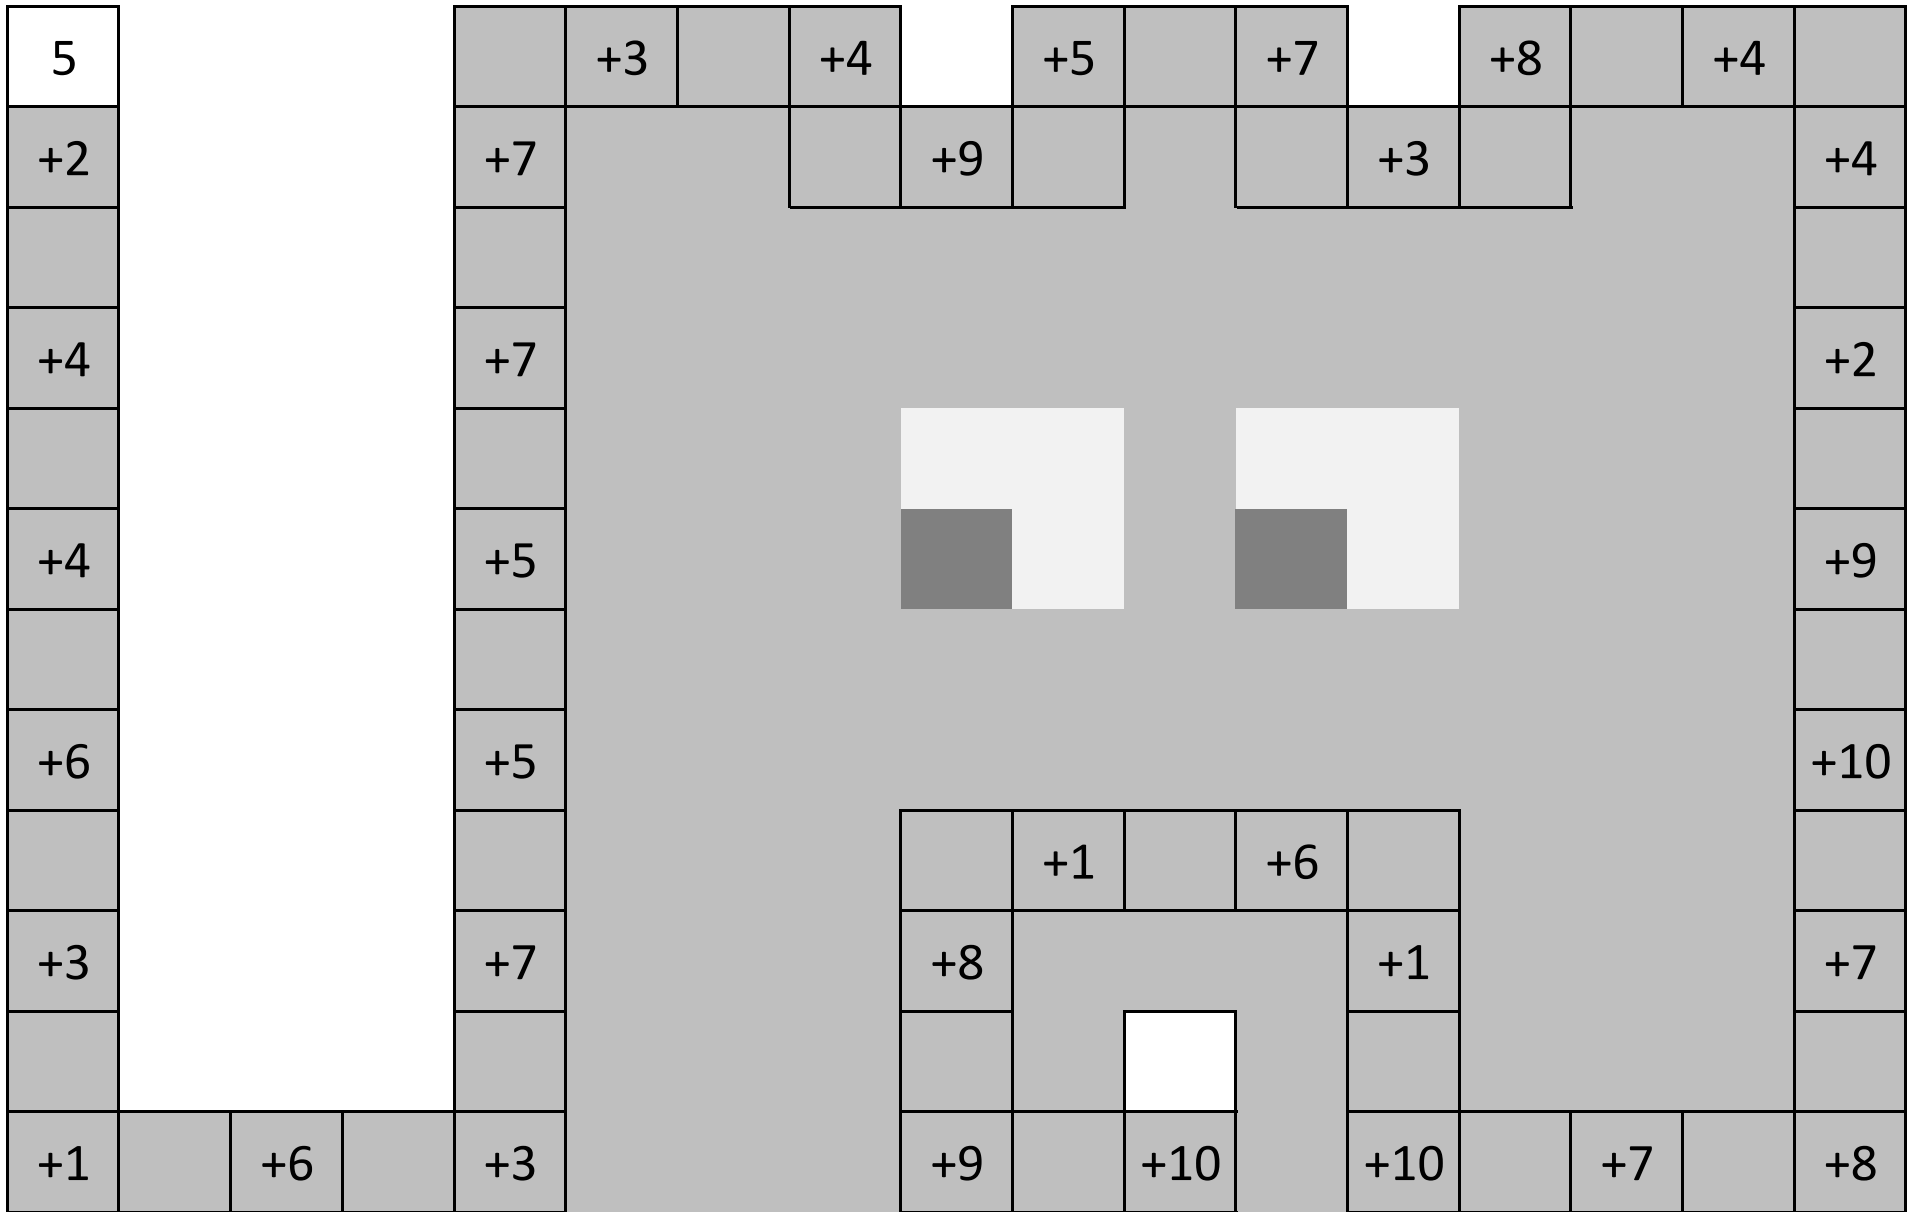 5 +3 +4 +5 +7 +8 +4
+2 +7 +9 +3 +4
+4 +7 +2
+4 +5 +9
+6 +5 +10
+1 +6
+3 +7 +8 +1 +7
+1 +6 +3 +9 +10 +10 +7 +8